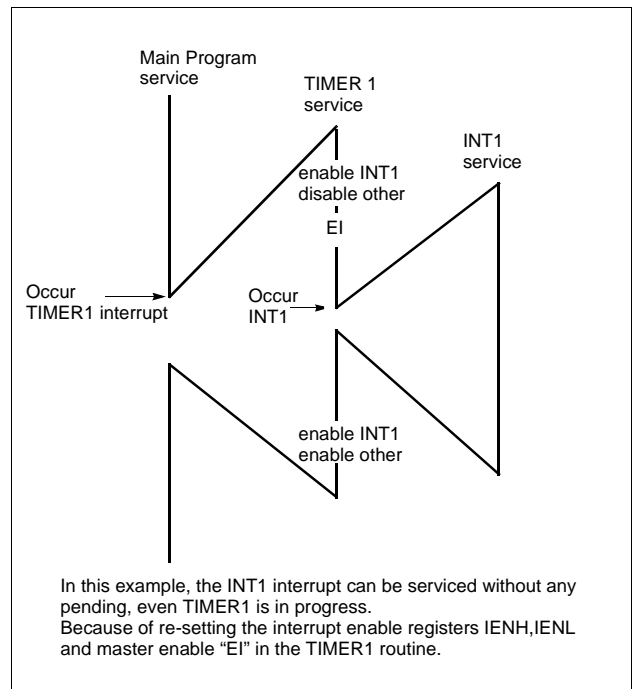 Main Program
service
TIMER 1
service
INT1
service
enable INT1
disable other
EI
Occur
TIMER1 interrupt
Occur
INT1
enable INT1
enable other
In this example, the INT1 interrupt can be serviced without any
pending, even TIMER1 is in progress.
Because of re-setting the interrupt enable registers IENH,IENL
and master enable “EI” in the TIMER1 routine.